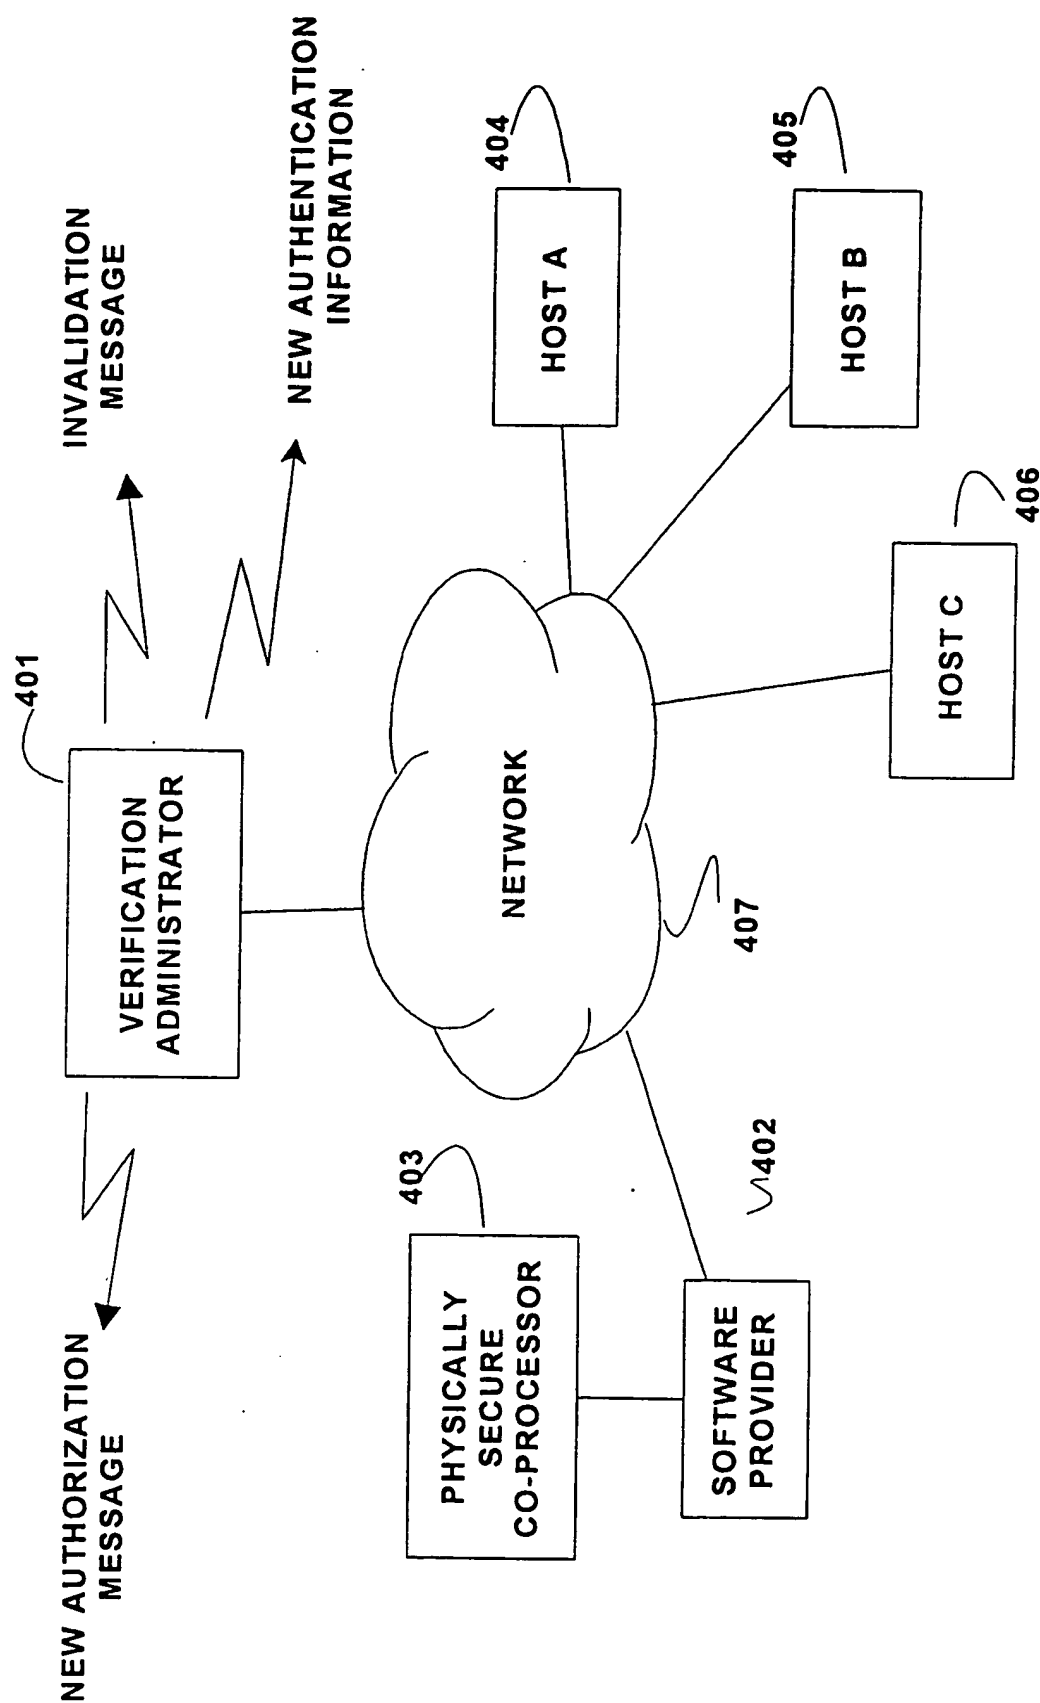 NEW AUTHORIZATION
MESSAGE
401
VERIFICATION
ADMINISTRATOR
INVALIDATION
MESSAGE
NEW AUTHENTICATION
INFORMATION
403
PHYSICALLY
SECURE
CO-PROCESSOR
402
SOFTWARE
PROVIDER
NETWORK
407
404
HOST A
405
HOST B
406
HOST C